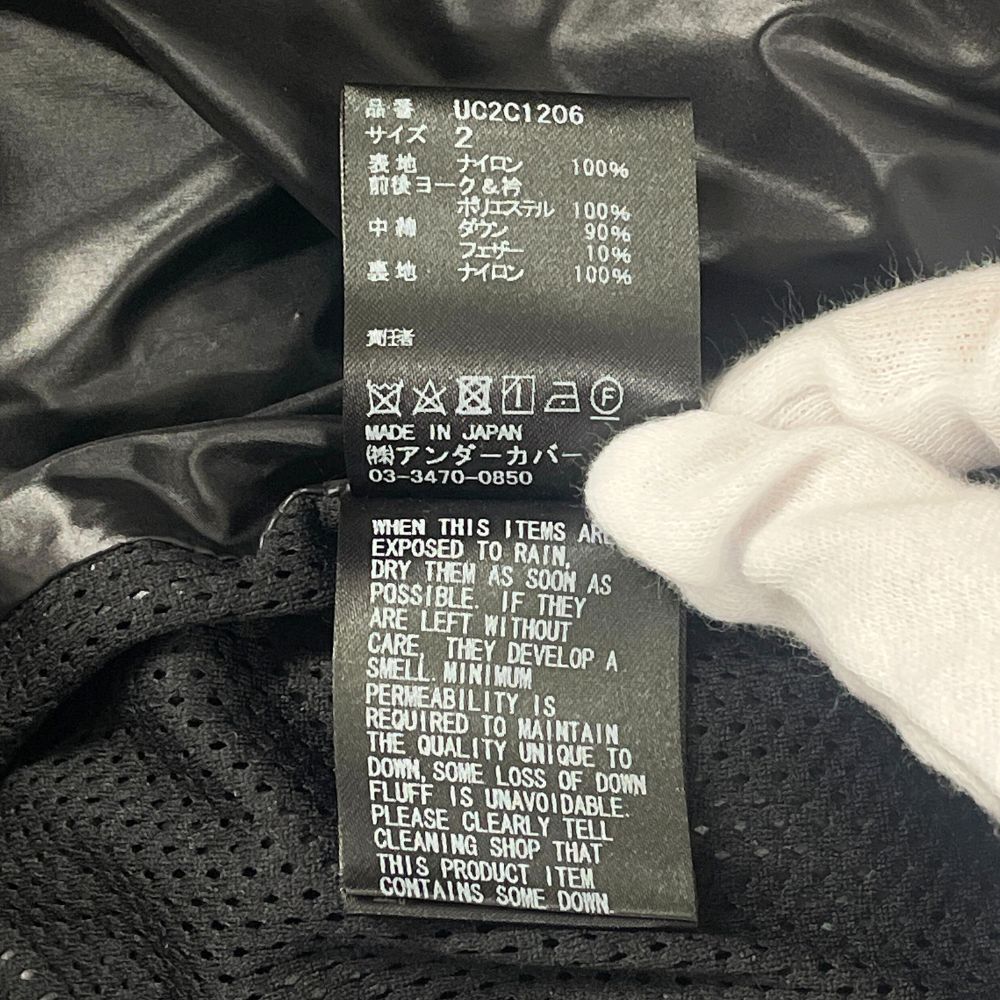 品番 UC2C1206
サイズ 2
表地 ナイロン 100%
前後ヨーク&衿
ポリエステル 100%
中綿 ダウン 90%
フェザー 10%
裏地 ナイロン 100%
責任者
MADE IN JAPAN
㈱アンダーカバー
03-3470-0850
WHEN THIS ITEMS ARE
EXPOSED TO RAIN,
DRY THEM AS SOON AS
POSSIBLE. IF THEY
ARE LEFT WITHOUT
CARE, THEY DEVELOP A
SMELL. MINIMUM
PERMEABILITY IS
REQUIRED TO MAINTAIN
THE QUALITY UNIQUE TO
DOWN, SOME LOSS OF DOWN
FLUFF IS UNAVOIDABLE.
PLEASE CLEARLY TELL
CLEANING SHOP THAT
THIS PRODUCT ITEM
CONTAINS SOME DOWN.